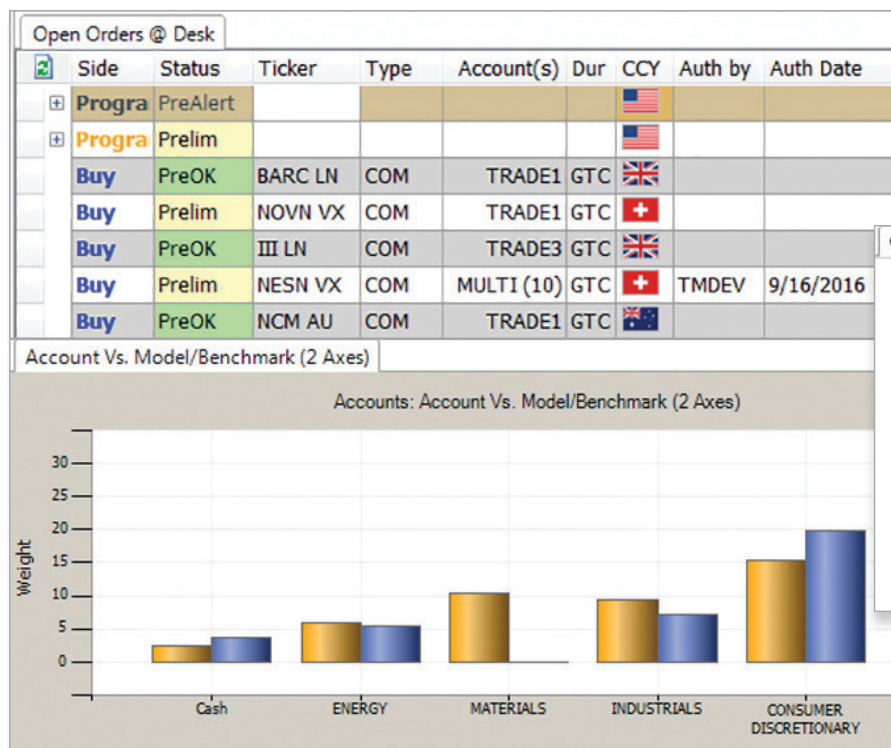 Open Orders @ Desk
Side Status Ticker Type Account(s) Dur CCY Auth by Auth Date
Progra PreAlert
Progra Prelim
Buy PreOK BARC LN COM TRADE1 GTC
Buy Prelim NOVN VX COM TRADE1 GTC
Buy PreOK III LN COM TRADE3 GTC
Buy Prelim NESN VX COM MULTI (10) GTC TMDEV 9/16/2016
Buy PreOK NCM AU COM TRADE1 GTC
Account Vs. Model/Benchmark (2 Axes)
Accounts: Account Vs. Model/Benchmark (2 Axes)
Weight
30
25
20
15
10
5
0
Cash ENERGY MATERIALS INDUSTRIALS CONSUMER
DISCRETIONARY